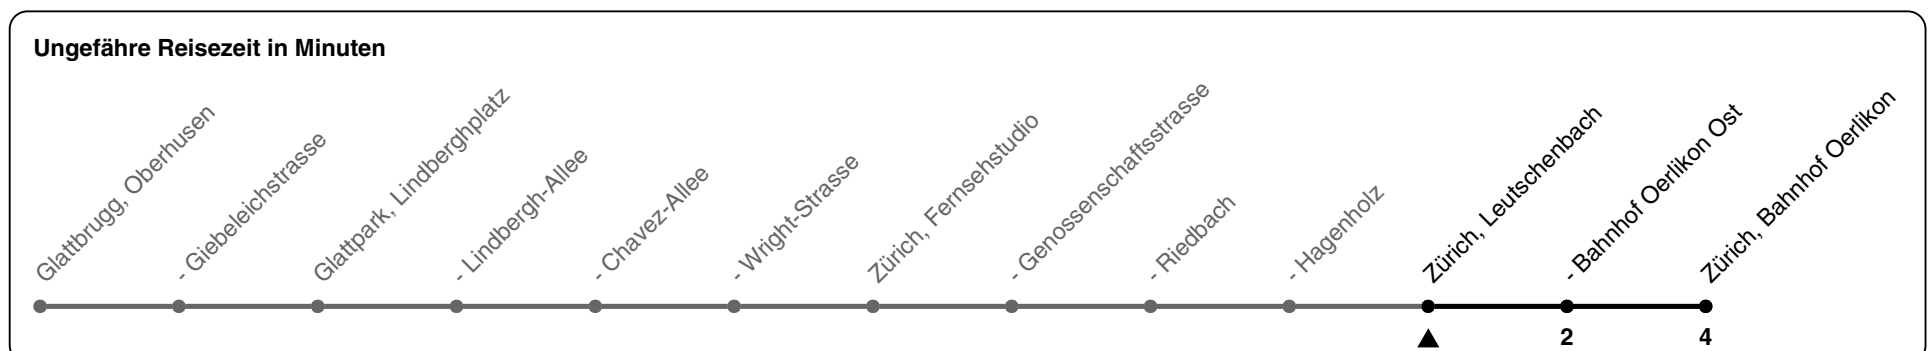 Ungefähre Reisezeit in Minuten
Glattbrugg, Oberhusen
- Giebeleichstrasse
Glattpark, Lindberghplatz
- Lindbergh-Allee
- Chavez-Allee
- Wright-Strasse
Zürich, Fernsehstudio
- Genossenschaftsstrasse
- Riedbach
- Hagenholz
Zürich, Leutschenbach
- Bahnhof Oerlikon Ost
Zürich, Bahnhof Oerlikon
2
4